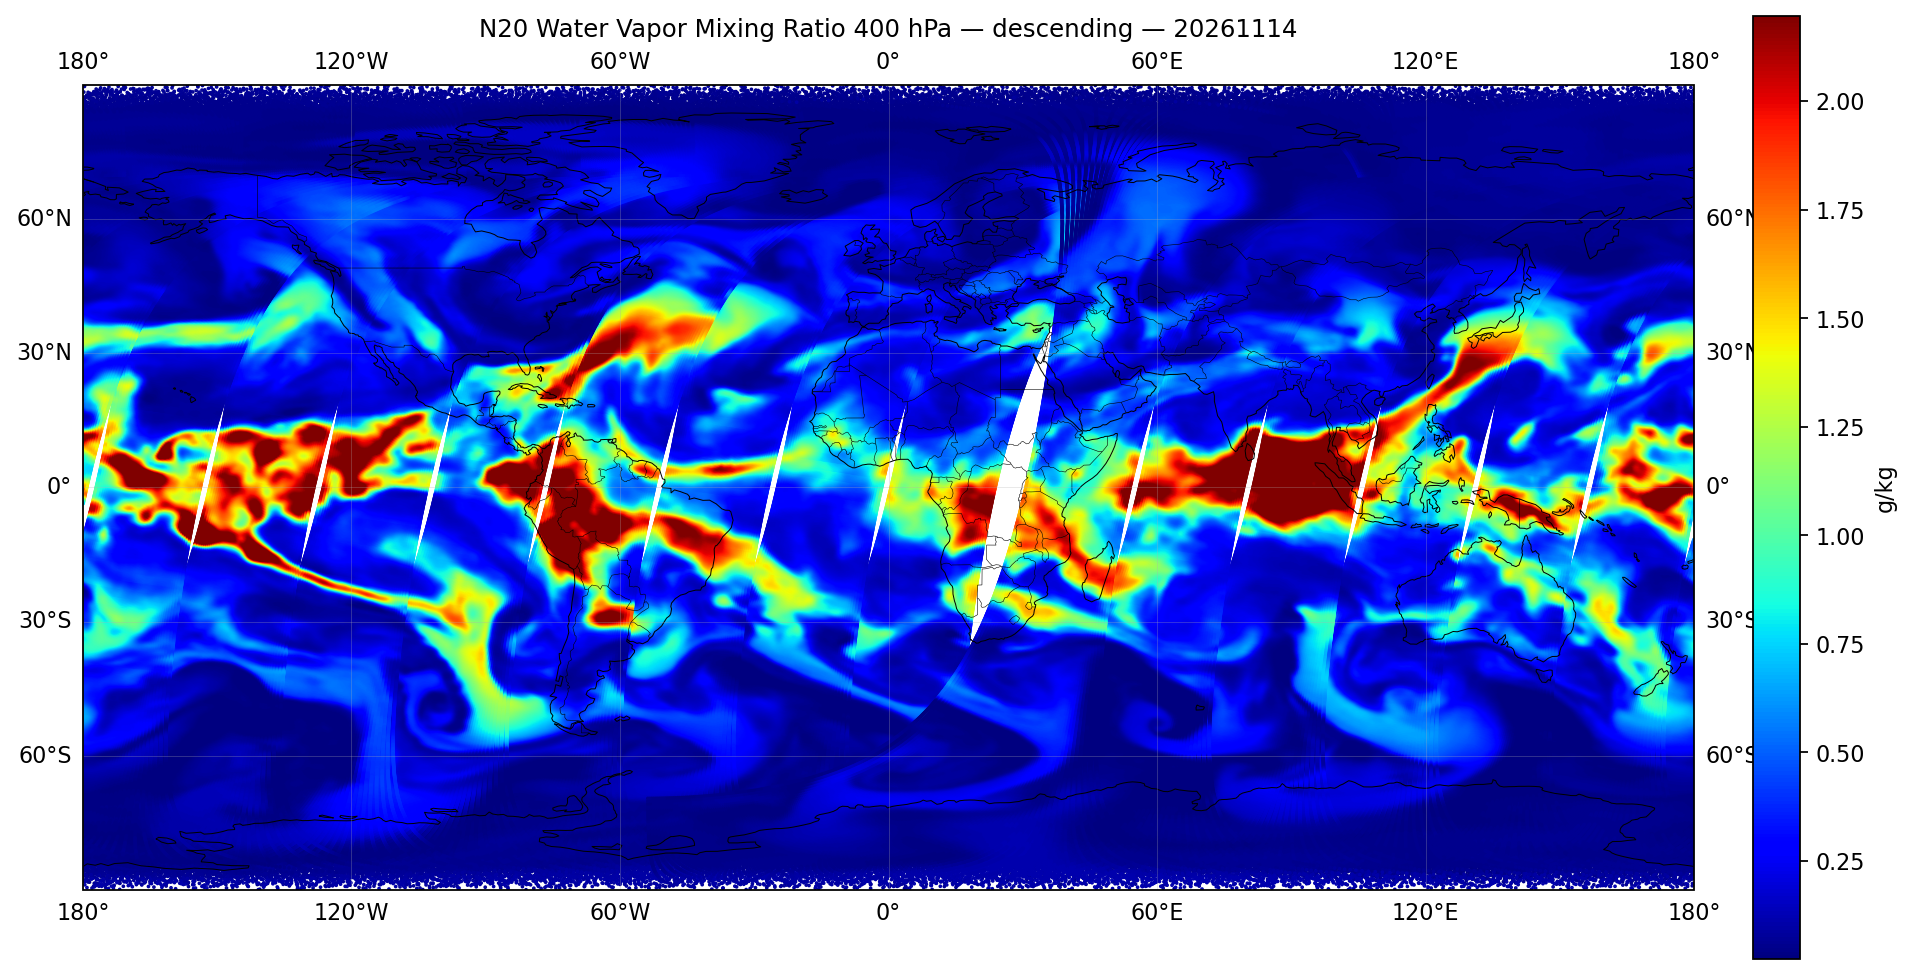 N20 Water Vapor Mixing Ratio 400 hPa — descending — 20261114
180° 120°W 60°W 0° 60°E 120°E 180°
2.00
60°N 60°N 1.75
1.50
30°N 30°N
1.25
0° 0° g/kg
1.00
30°S 30°S 0.75
0.50
60°S 60°S
0.25
180° 120°W 60°W 0° 60°E 120°E 180°